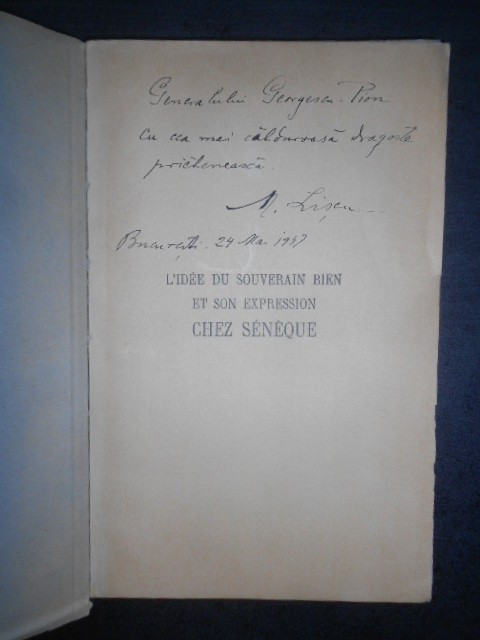 Generalului Georgescu-Pion
cu cea mai călduroasă dragoste
prietenească.
M. Lișcu
București. 24 Mai 1937
L'IDÉE DU SOUVERAIN BIEN
ET SON EXPRESSION
CHEZ SÉNÈQUE